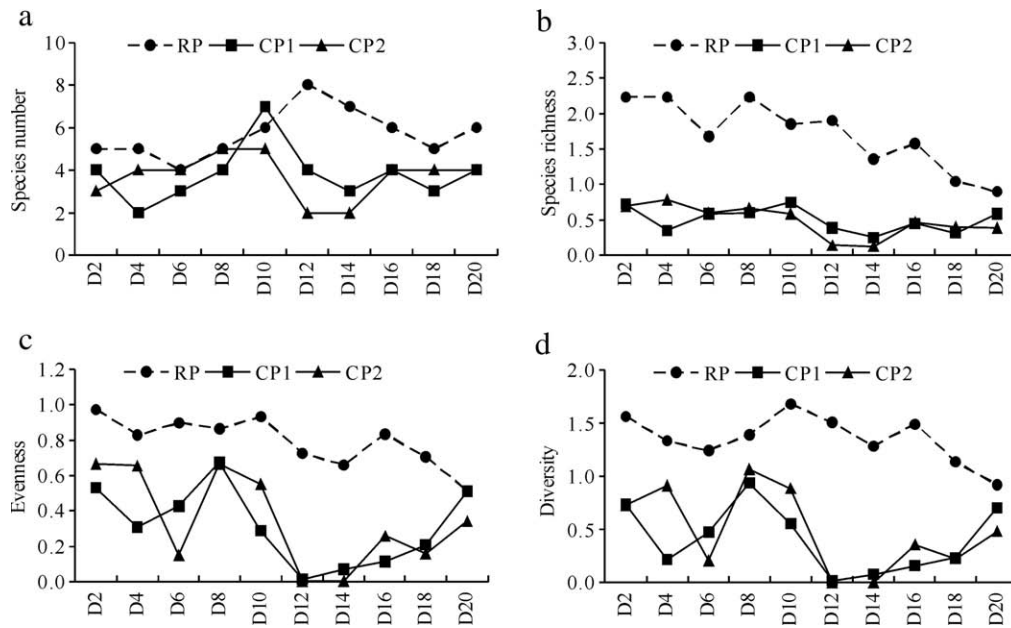 a
RP CP1 CP2
Species number
10
8
6
4
2
0
D2 D4 D6 D8 D10 D12 D14 D16 D18 D20
b
RP CP1 CP2
Species richness
3.0
2.5
2.0
1.5
1.0
0.5
0.0
D2 D4 D6 D8 D10 D12 D14 D16 D18 D20
c
RP CP1 CP2
Evenness
1.2
1.0
0.8
0.6
0.4
0.2
0.0
D2 D4 D6 D8 D10 D12 D14 D16 D18 D20
d
RP CP1 CP2
Diversity
2.0
1.5
1.0
0.5
0.0
D2 D4 D6 D8 D10 D12 D14 D16 D18 D20